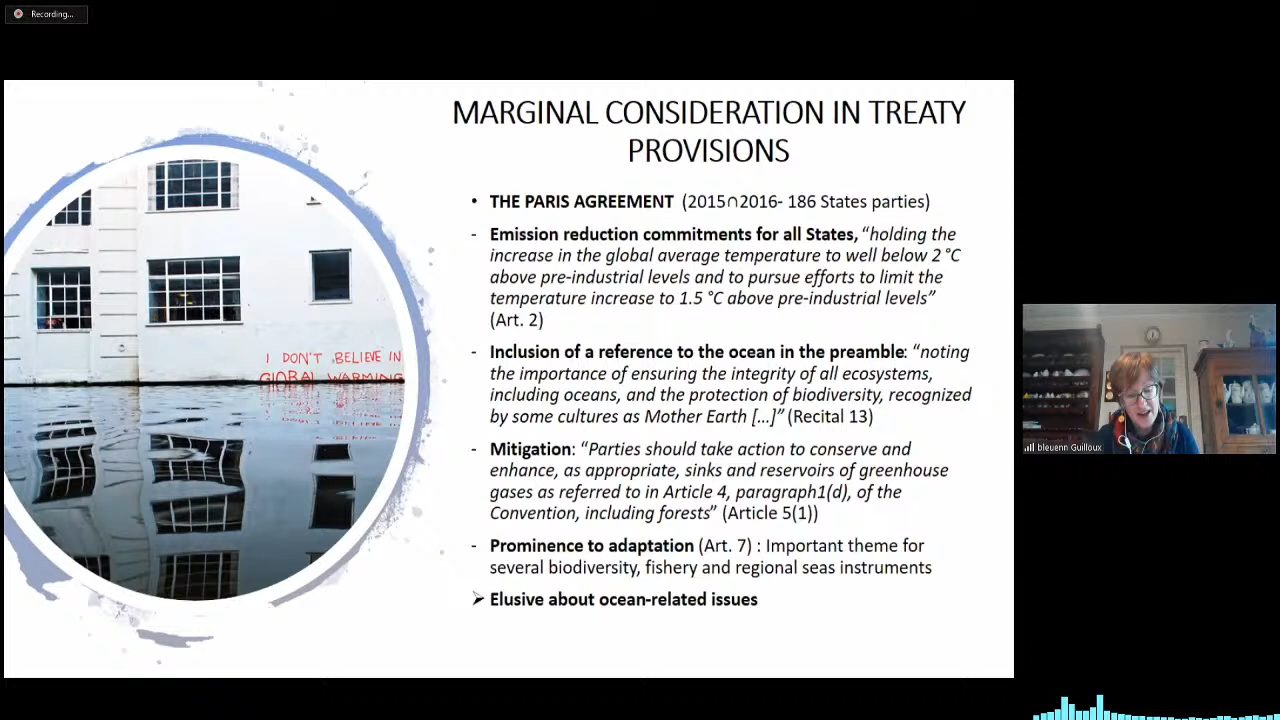 Recording...
MARGINAL CONSIDERATION IN TREATY
PROVISIONS
• THE PARIS AGREEMENT (2015∩2016- 186 States parties)
- Emission reduction commitments for all States, “holding the
increase in the global average temperature to well below 2 °C
above pre-industrial levels and to pursue efforts to limit the
temperature increase to 1.5 °C above pre-industrial levels”
(Art. 2)
- Inclusion of a reference to the ocean in the preamble: “noting
the importance of ensuring the integrity of all ecosystems,
including oceans, and the protection of biodiversity, recognized
by some cultures as Mother Earth [...]” (Recital 13)
- Mitigation: “Parties should take action to conserve and
enhance, as appropriate, sinks and reservoirs of greenhouse
gases as referred to in Article 4, paragraph1(d), of the
Convention, including forests” (Article 5(1))
- Prominence to adaptation (Art. 7) : Important theme for
several biodiversity, fishery and regional seas instruments
➢ Elusive about ocean-related issues
I DON'T BELIEVE IN
GLOBAL WARMING
bleuenn Guilloux